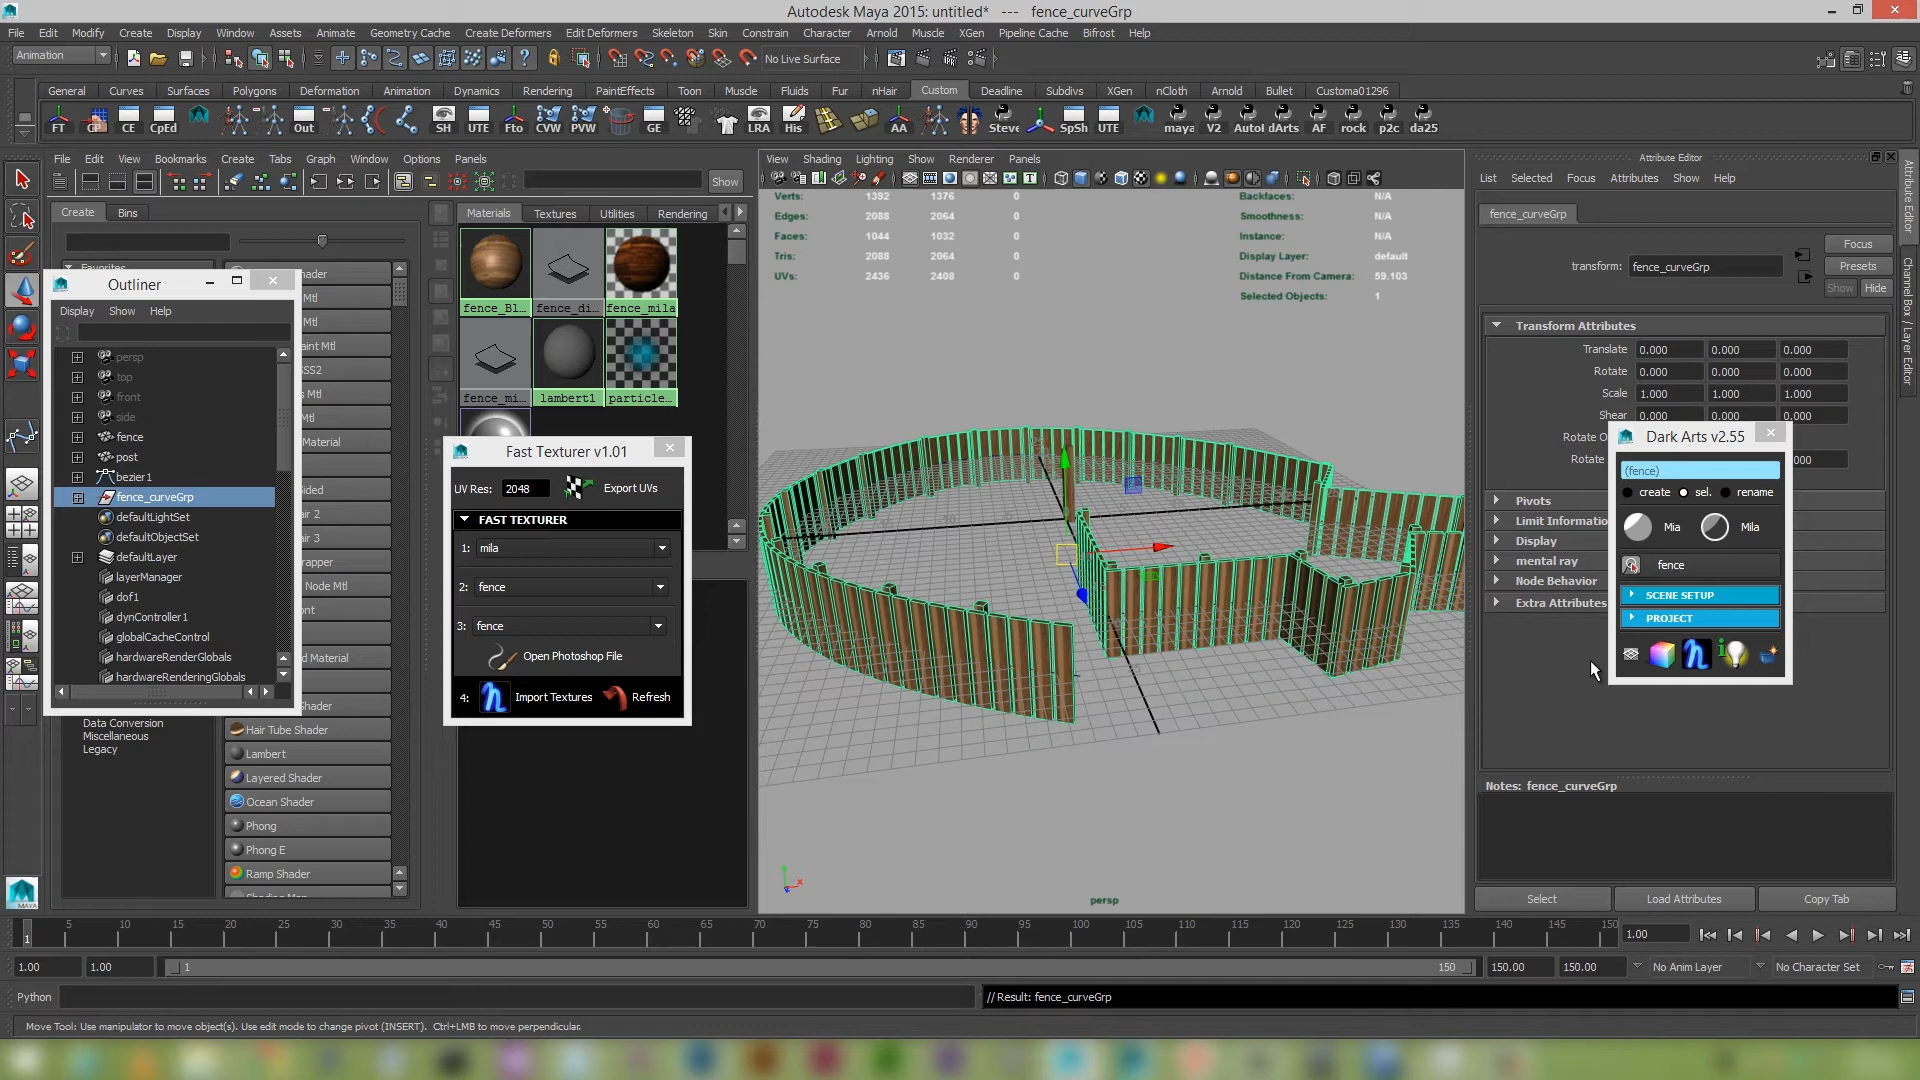 Autodesk Maya 2015: untitled*   ---   fence_curveGrp
File Edit Modify Create Display Window Assets Animate Geometry Cache Create Deformers Edit Deformers Skeleton Skin Constrain Character Arnold Muscle XGen Pipeline Cache Bifrost Help
Animation
No Live Surface
General Curves Surfaces Polygons Deformation Animation Dynamics Rendering PaintEffects Toon Muscle Fluids Fur nHair Custom Deadline Subdivs XGen nCloth Arnold Bullet Customa01296
FT CP CE CpEd Out SH UTE Fto CVW PVW GE LRA His AA Steve SpSh UTE maya V2 Autol dArts AF rock p2c da25
File Edit View Bookmarks Create Tabs Graph Window Options Panels
Show
Create Bins
Materials Textures Utilities Rendering
Favorites
fence_Bl... fence_di... fence_mila
fence_mi... lambert1 particle...
Outliner
Display Show Help
persp
top
front
side
fence
post
bezier1
fence_curveGrp
defaultLightSet
defaultObjectSet
defaultLayer
layerManager
dof1
dynController1
globalCacheControl
hardwareRenderGlobals
hardwareRenderingGlobals
Data Conversion
Miscellaneous
Legacy
Hair Tube Shader
Lambert
Layered Shader
Ocean Shader
Phong
Phong E
Ramp Shader
Fast Texturer v1.01
UV Res: 2048 Export UVs
FAST TEXTURER
1: mila
2: fence
3: fence
Open Photoshop File
4: Import Textures Refresh
View Shading Lighting Show Renderer Panels
Verts: 1392 1376 0
Edges: 2088 2064 0
Faces: 1044 1032 0
Tris: 2088 2064 0
UVs: 2436 2408 0
Backfaces: N/A
Smoothness: N/A
Instance: N/A
Display Layer: default
Distance From Camera: 59.103
Selected Objects: 1
persp
Attribute Editor
List Selected Focus Attributes Show Help
fence_curveGrp
Focus
transform: fence_curveGrp
Presets
Show Hide
Transform Attributes
Translate 0.000 0.000 0.000
Rotate 0.000 0.000 0.000
Scale 1.000 1.000 1.000
Shear 0.000 0.000 0.000
Rotate O
Rotate
Pivots
Limit Informatio
Display
mental ray
Node Behavior
Extra Attributes
Dark Arts v2.55
(fence)
create sel. rename
Mia Mila
fence
SCENE SETUP
PROJECT
Notes: fence_curveGrp
Select Load Attributes Copy Tab
Attribute Editor
Channel Box / Layer Editor
5 10 15 20 25 30 35 40 45 50 55 60 65 70 75 80 85 90 95 100 105 110 115 120 125 130 135 140 145 150
1
1.00
1.00 1.00 1 150 150.00 150.00 No Anim Layer No Character Set
Python
// Result: fence_curveGrp
Move Tool: Use manipulator to move object(s). Use edit mode to change pivot (INSERT).  Ctrl+LMB to move perpendicular.